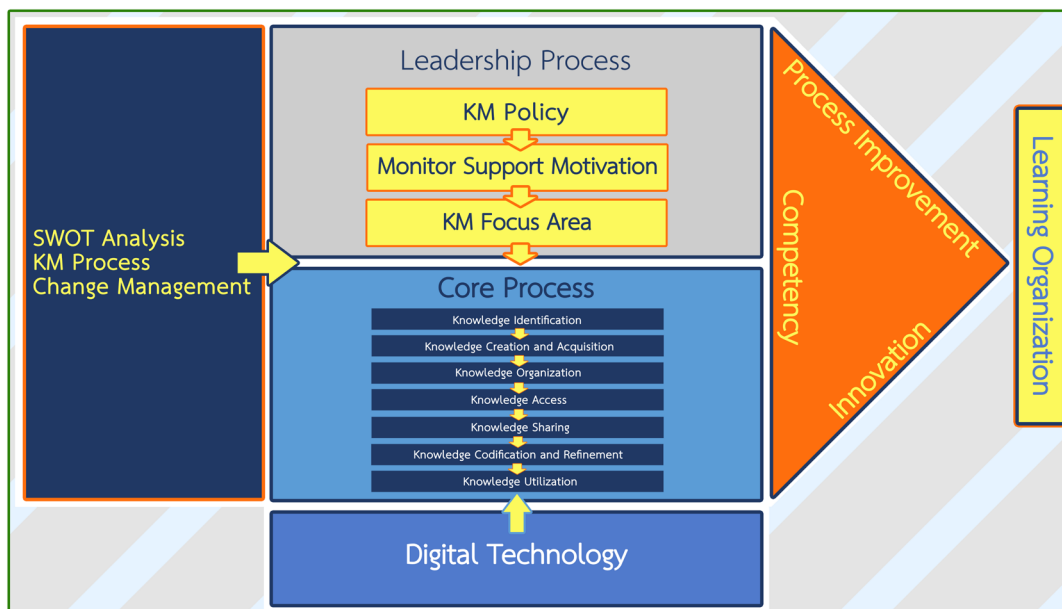 SWOT Analysis
KM Process
Change Management
Leadership Process
KM Policy
Monitor Support Motivation
KM Focus Area
Core Process
Knowledge Identification
Knowledge Creation and Acquisition
Knowledge Organization
Knowledge Access
Knowledge Sharing
Knowledge Codification and Refinement
Knowledge Utilization
Digital Technology
Process Improvement
Competency
Innovation
Learning Organization